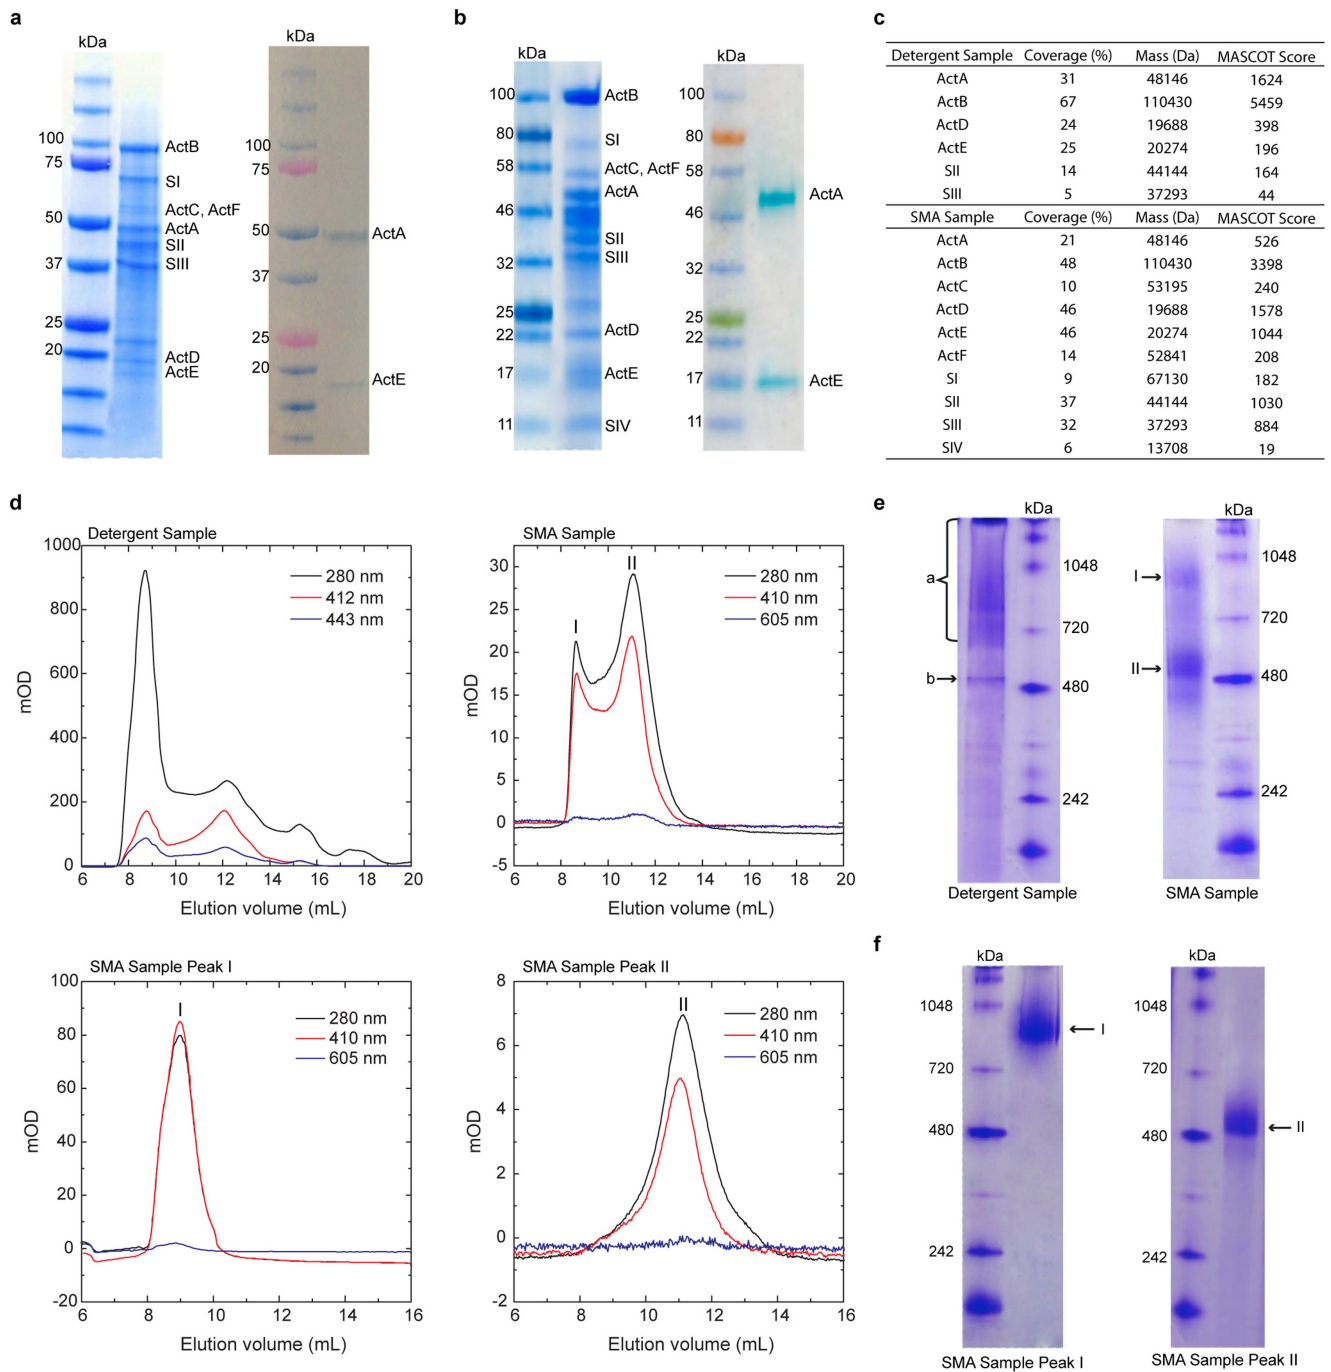 a
kDa
100
75
50
37
25
20
ActB
SI
ActC, ActF
ActA
SII
SIII
ActD
ActE
kDa
100
75
50
37
25
20
ActA
ActE
b
kDa
100
80
58
46
32
25
22
17
11
ActB
SI
ActC, ActF
ActA
SII
SIII
ActD
ActE
SIV
kDa
100
80
58
46
32
25
22
17
11
ActA
ActE
c
Detergent Sample Coverage (%) Mass (Da) MASCOT Score
ActA 31 48146 1624
ActB 67 110430 5459
ActD 24 19688 398
ActE 25 20274 196
SII 14 44144 164
SIII 5 37293 44
SMA Sample Coverage (%) Mass (Da) MASCOT Score
ActA 21 48146 526
ActB 48 110430 3398
ActC 10 53195 240
ActD 46 19688 1578
ActE 46 20274 1044
ActF 14 52841 208
SI 9 67130 182
SII 37 44144 1030
SIII 32 37293 884
SIV 6 13708 19
d
Detergent Sample
1000
800
600
400
200
0
mOD
280 nm
412 nm
443 nm
6 8 10 12 14 16 18 20
Elution volume (mL)
SMA Sample
30
25
20
15
10
5
0
-5
mOD
I
II
280 nm
410 nm
605 nm
6 8 10 12 14 16 18 20
Elution volume (mL)
SMA Sample Peak I
100
80
60
40
20
0
-20
mOD
I
280 nm
410 nm
605 nm
6 8 10 12 14 16
Elution volume (mL)
SMA Sample Peak II
8
6
4
2
0
-2
mOD
II
280 nm
410 nm
605 nm
6 8 10 12 14 16
Elution volume (mL)
e
kDa
a
b
1048
720
480
242
Detergent Sample
kDa
I
II
1048
720
480
242
SMA Sample
f
kDa
1048
720
480
242
I
SMA Sample Peak I
kDa
1048
720
480
242
II
SMA Sample Peak II